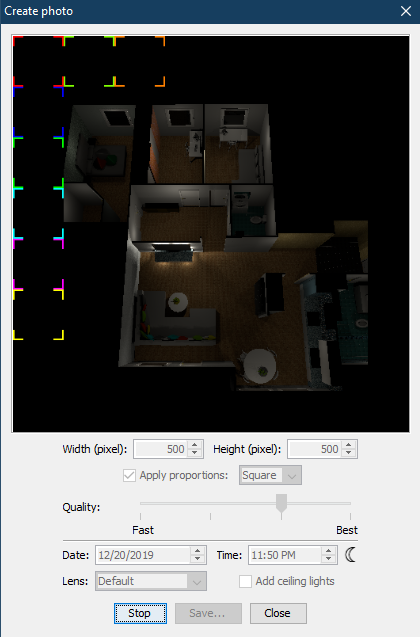 Create photo
Width (pixel): 500 Height (pixel): 500
Apply proportions: Square
Quality:
Fast Best
Date: 12/20/2019 Time: 11:50 PM
Lens: Default Add ceiling lights
Stop Save... Close